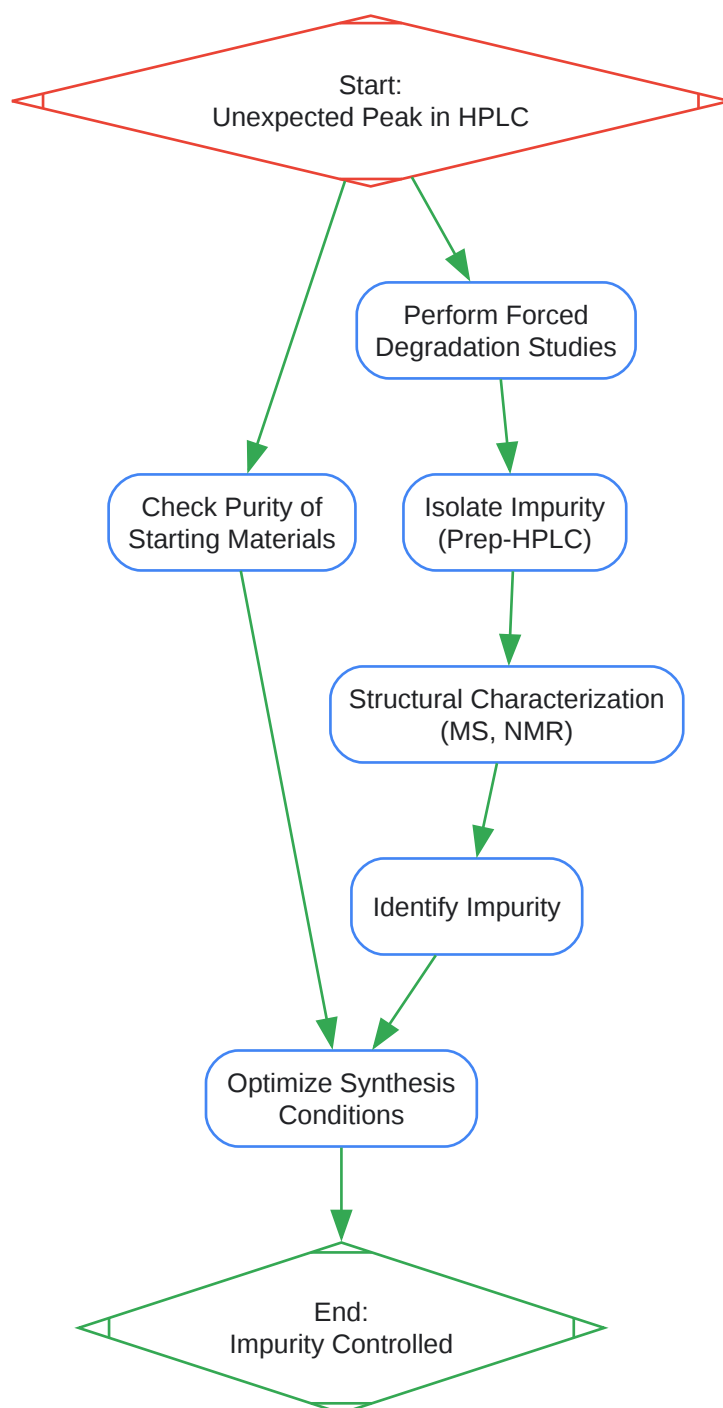 Start:
Unexpected Peak in HPLC
Perform Forced
Degradation Studies
Check Purity of
Starting Materials
Isolate Impurity
(Prep-HPLC)
Structural Characterization
(MS, NMR)
Identify Impurity
Optimize Synthesis
Conditions
End:
Impurity Controlled